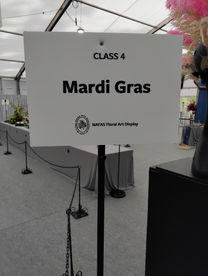 CLASS 4
Mardi Gras
NAFAS Floral Art Display